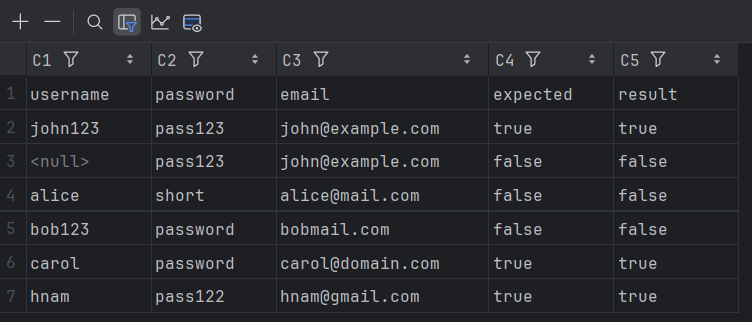 C1 C2 C3 C4 C5
1 username password email expected result
2 john123 pass123 john@example.com true true
3 <null> pass123 john@example.com false false
4 alice short alice@mail.com false false
5 bob123 password bobmail.com false false
6 carol password carol@domain.com true true
7 hnam pass122 hnam@gmail.com true true